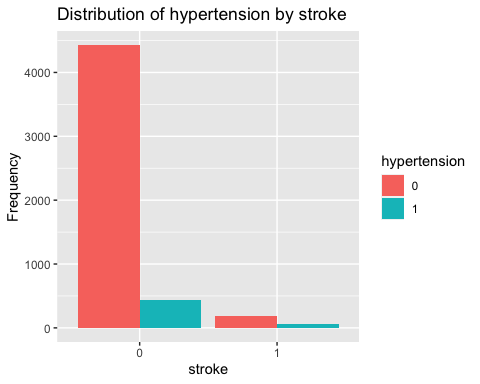 Distribution of hypertension by stroke
Frequency
4000
3000
2000
1000
0
0
1
stroke
hypertension
0
1